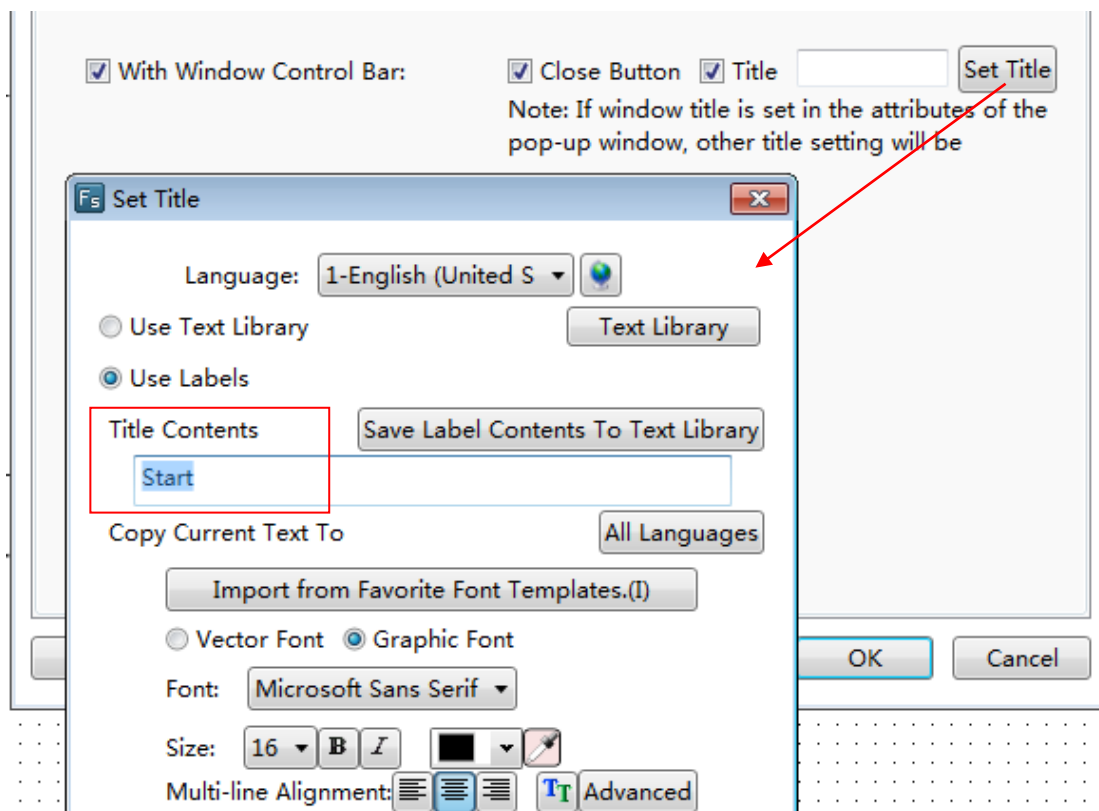 With Window Control Bar: Close Button Title Set Title
Note: If window title is set in the attributes of the
pop-up window, other title setting will be
Fs Set Title
Language: 1-English (United S
Use Text Library Text Library
Use Labels
Title Contents Save Label Contents To Text Library
Start
Copy Current Text To All Languages
Import from Favorite Font Templates.(I)
Vector Font Graphic Font
Font: Microsoft Sans Serif
OK Cancel
Size: 16 B I
Multi-line Alignment: TT Advanced